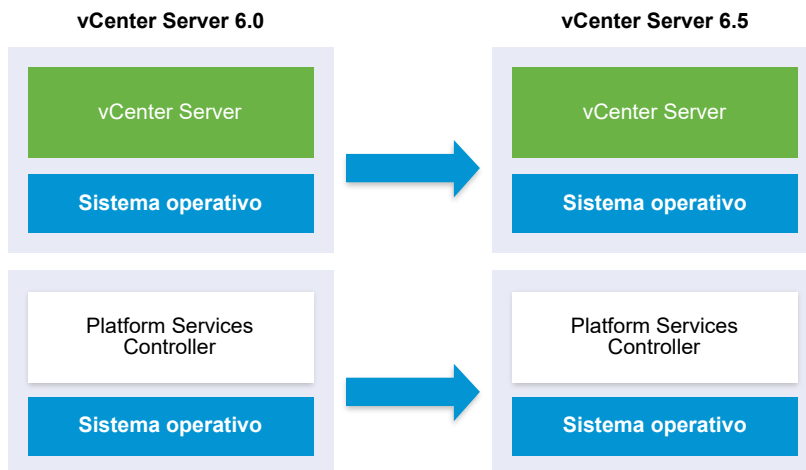 vCenter Server 6.0
vCenter Server 6.5
vCenter Server
vCenter Server
Sistema operativo
Sistema operativo
Platform Services
Controller
Platform Services
Controller
Sistema operativo
Sistema operativo